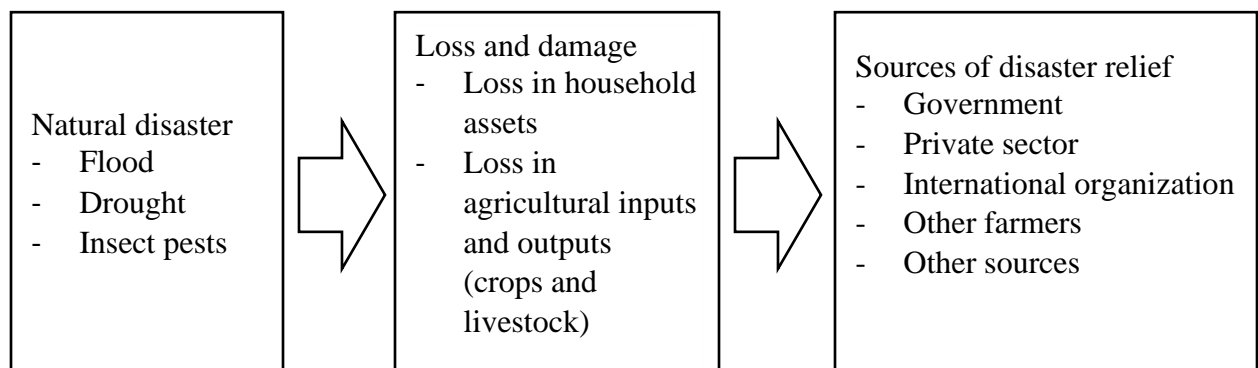 Natural disaster
- Flood
- Drought
- Insect pests
Loss and damage
- Loss in household
assets
- Loss in
agricultural inputs
and outputs
(crops and
livestock)
Sources of disaster relief
- Government
- Private sector
- International organization
- Other farmers
- Other sources